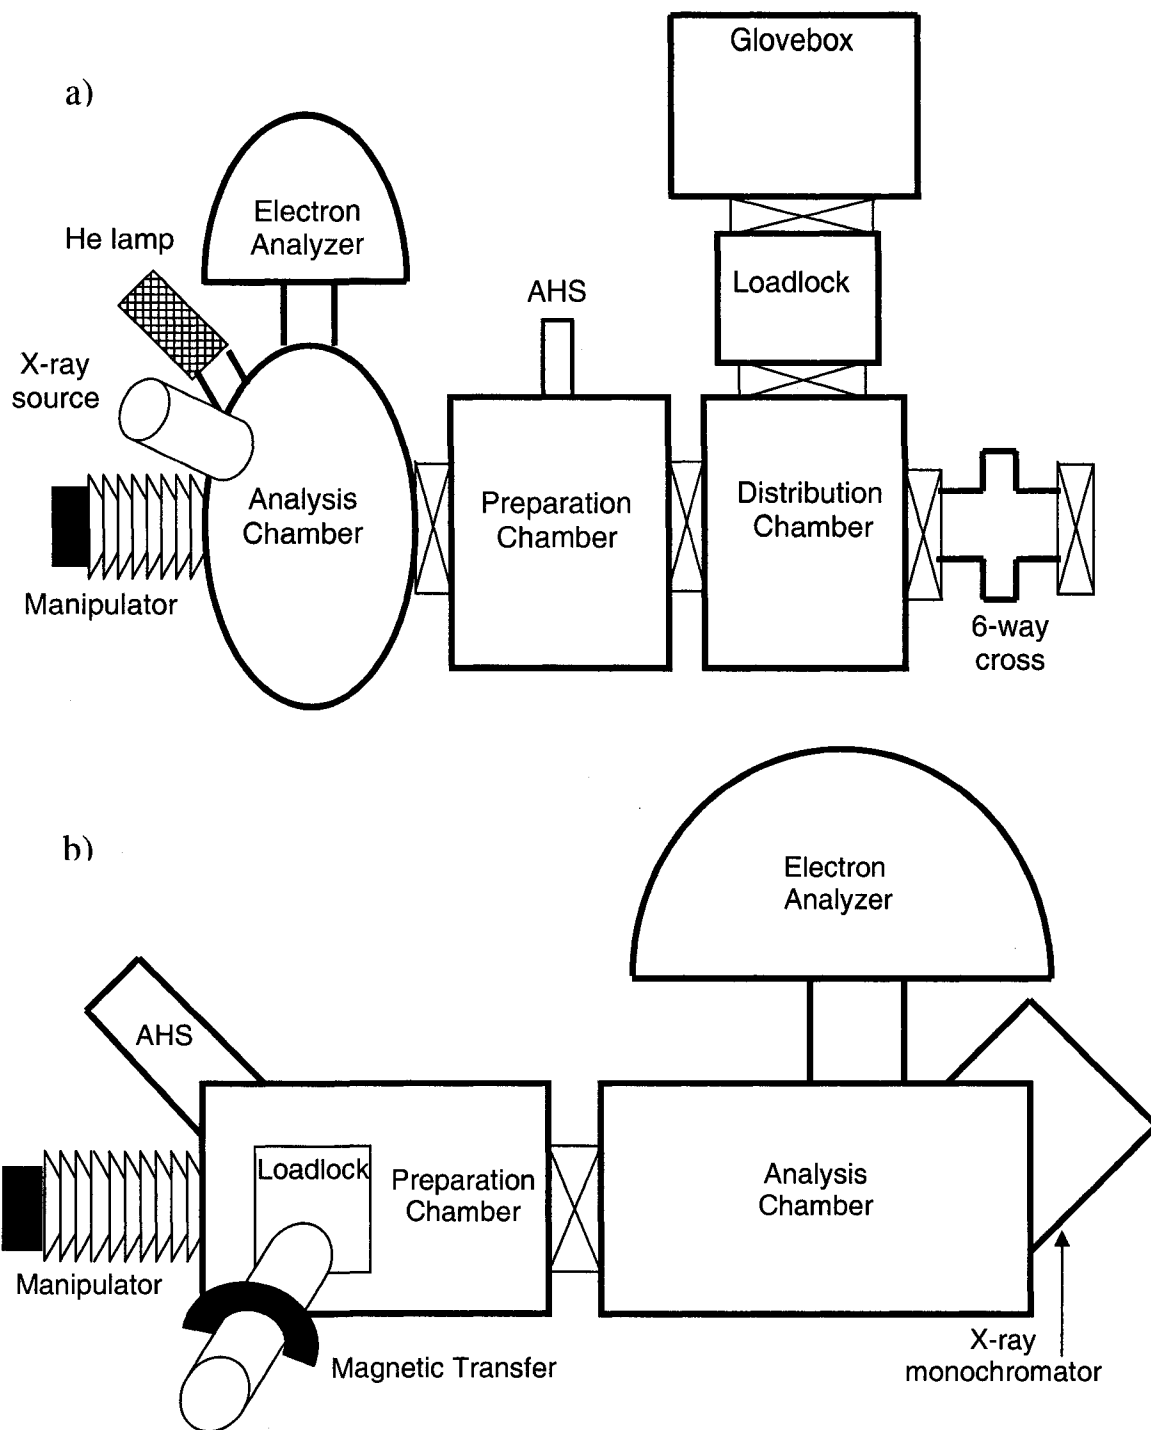 a)
Glovebox
Electron
Analyzer
He lamp
AHS
Loadlock
X-ray
source
Analysis
Chamber
Preparation
Chamber
Distribution
Chamber
Manipulator
6-way
cross
b)
Electron
Analyzer
AHS
Loadlock
Preparation
Chamber
Analysis
Chamber
Manipulator
Magnetic Transfer
X-ray
monochromator